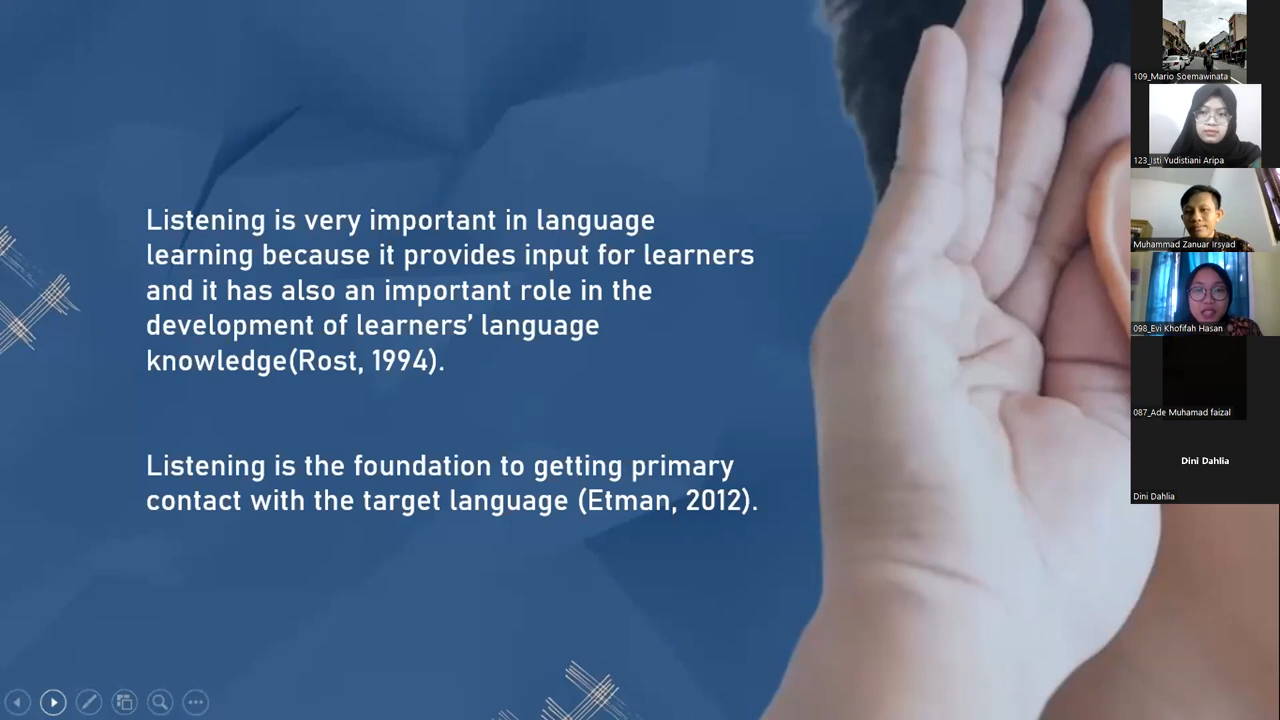 Listening is very important in language
learning because it provides input for learners
and it has also an important role in the
development of learners’ language
knowledge(Rost, 1994).
Listening is the foundation to getting primary
contact with the target language (Etman, 2012).
109_Mario Soemawinata
123_Isti Yudistiani Aripa
Muhammad Zanuar Irsyad
098_Evi Khofifah Hasan
087_Ade Muhamad faizal
Dini Dahlia
Dini Dahlia